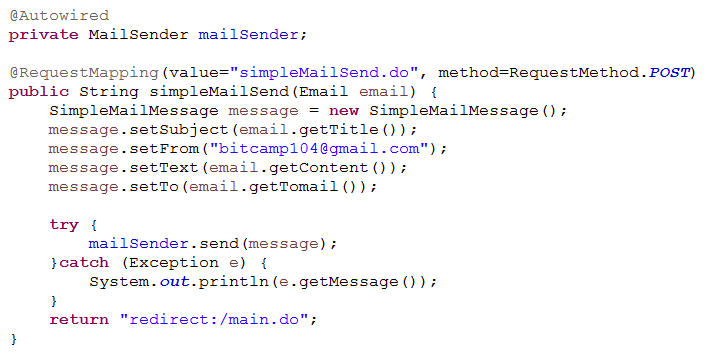 @Autowired
private MailSender mailSender;
@RequestMapping(value="simpleMailSend.do", method=RequestMethod.POST)
public String simpleMailSend(Email email) {
SimpleMailMessage message = new SimpleMailMessage();
message.setSubject(email.getTitle());
message.setFrom("bitcamp104@gmail.com");
message.setText(email.getContent());
message.setTo(email.getTomail());
try {
mailSender.send(message);
}catch (Exception e) {
System.out.println(e.getMessage());
}
return "redirect:/main.do";
}